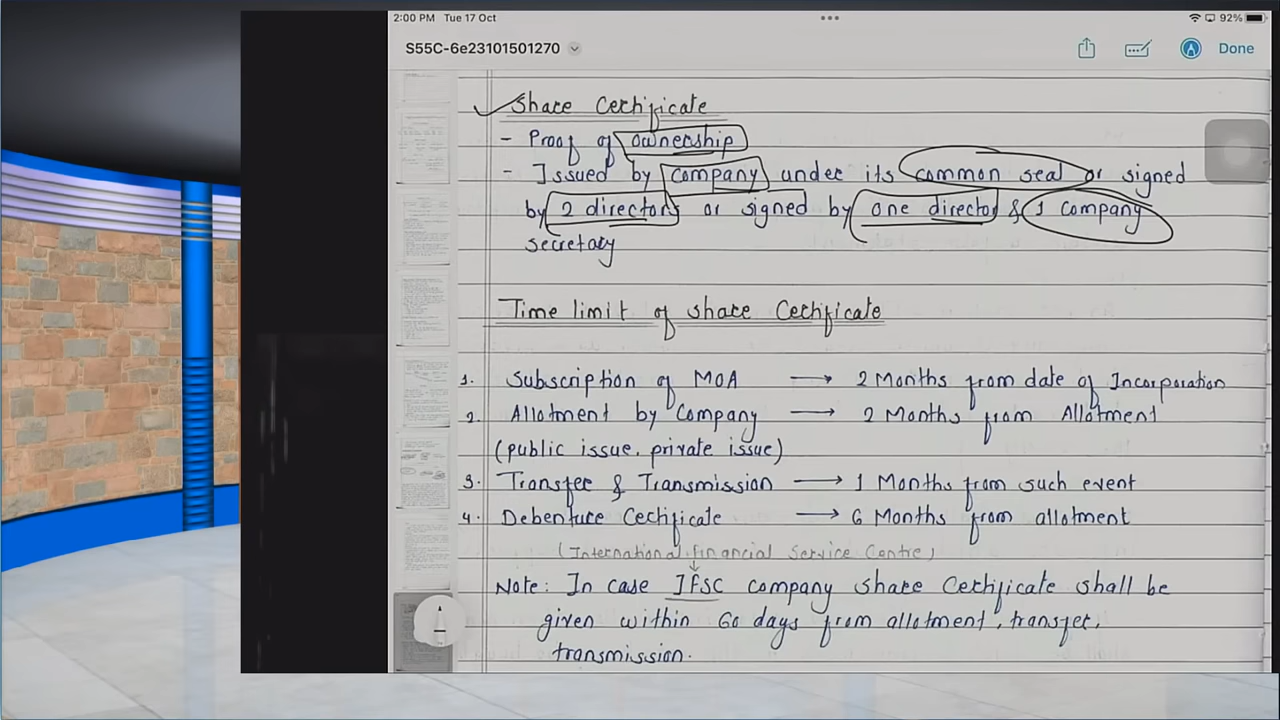 2:00 PM Tue 17 Oct
92%
S55C-6e23101501270
Done
Share Certificate
- Proof of ownership
- Issued by company under its common seal or signed
by 2 directors or signed by one director & 1 company
secretary
Time limit of share Certificate
1. Subscription of MOA → 2 Months from date of Incorporation
2. Allotment by Company → 2 Months from Allotment
(public issue, private issue)
3. Transfer & Transmission → 1 Months from such event
4. Debenture Certificate → 6 Months from allotment
(International Financial Service Centre)
Note: In case IFSC company share Certificate shall be
given within 60 days from allotment, transfer,
transmission.